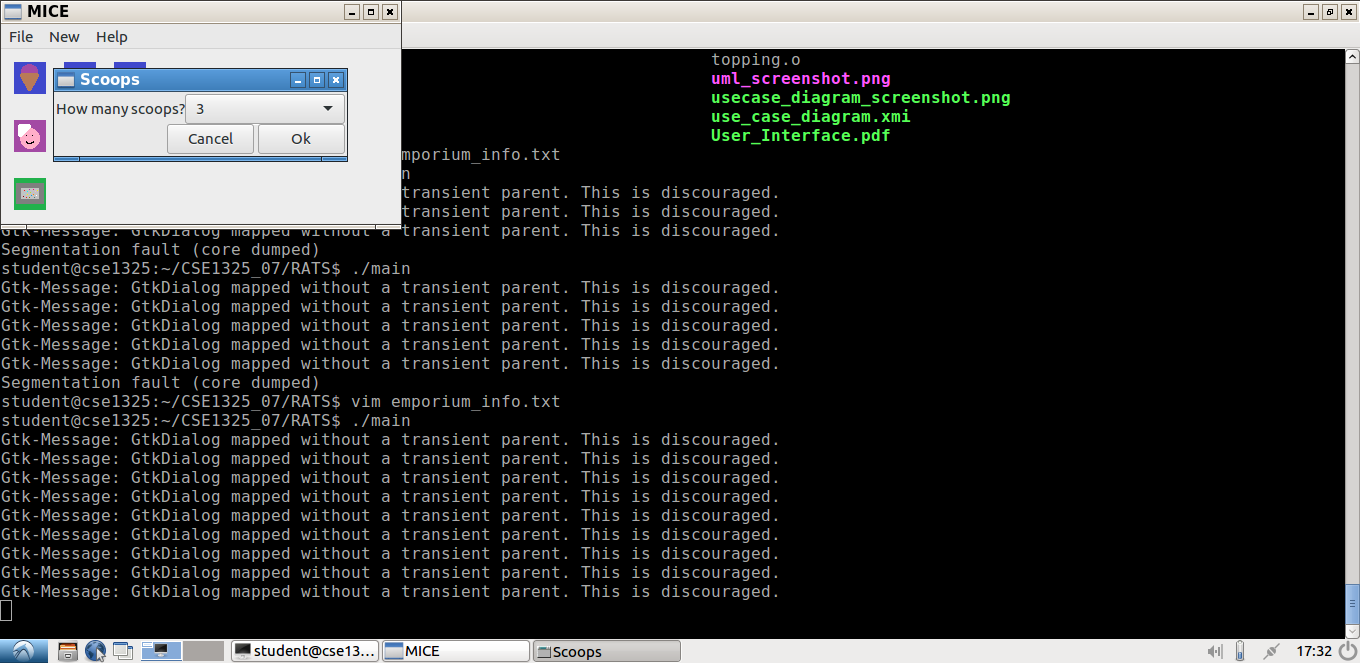 MICE
File New Help
Scoops
How many scoops? 3
Cancel Ok
topping.o
uml_screenshot.png
usecase_diagram_screenshot.png
use_case_diagram.xmi
User_Interface.pdf
mporium_info.txt
n
transient parent. This is discouraged.
transient parent. This is discouraged.
Gtk-Message: GtkDialog mapped without a transient parent. This is discouraged.
Segmentation fault (core dumped)
student@cse1325:~/CSE1325_07/RATS$ ./main
Gtk-Message: GtkDialog mapped without a transient parent. This is discouraged.
Gtk-Message: GtkDialog mapped without a transient parent. This is discouraged.
Gtk-Message: GtkDialog mapped without a transient parent. This is discouraged.
Gtk-Message: GtkDialog mapped without a transient parent. This is discouraged.
Gtk-Message: GtkDialog mapped without a transient parent. This is discouraged.
Segmentation fault (core dumped)
student@cse1325:~/CSE1325_07/RATS$ vim emporium_info.txt
student@cse1325:~/CSE1325_07/RATS$ ./main
Gtk-Message: GtkDialog mapped without a transient parent. This is discouraged.
Gtk-Message: GtkDialog mapped without a transient parent. This is discouraged.
Gtk-Message: GtkDialog mapped without a transient parent. This is discouraged.
Gtk-Message: GtkDialog mapped without a transient parent. This is discouraged.
Gtk-Message: GtkDialog mapped without a transient parent. This is discouraged.
Gtk-Message: GtkDialog mapped without a transient parent. This is discouraged.
Gtk-Message: GtkDialog mapped without a transient parent. This is discouraged.
Gtk-Message: GtkDialog mapped without a transient parent. This is discouraged.
Gtk-Message: GtkDialog mapped without a transient parent. This is discouraged.
student@cse13... MICE Scoops 17:32